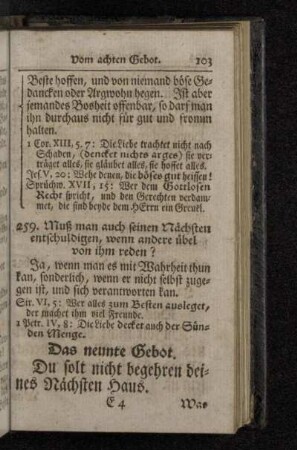 Vom achten Gebot. 103
Beste hoffen, und von niemand böse Ge-
dancken oder Argwohn hegen. Ist aber
jemandes Bosheit offenbar, so darf man
ihn durchaus nicht für gut und fromm
halten.
1 Cor. XIII, 5. 7: Die Liebe trachtet nicht nach
Schaden, (dencket nichts arges) sie ver-
träget alles, sie gläubet alles, sie hoffet alles.
Jes. V, 20: Wehe denen, die böses gut heissen!
Sprüchw. XVII, 15: Wer dem Gottlosen
Recht spricht, und den Gerechten verdam-
met, die sind beyde dem HErrn ein Greuel.
259. Muß man auch seinen Nächsten
entschuldigen, wenn andere übel
von ihm reden?
Ja, wenn man es mit Wahrheit thun
kan, sonderlich, wenn er nicht selbst zuge-
gen ist, und sich verantworten kan.
Sir. VI, 5: Wer alles zum Besten ausleget,
der machet ihm viel Freunde.
1 Petr. IV, 8: Die Liebe decket auch der Sün-
den Menge.
Das neunte Gebot.
Du solt nicht begehren dei-
nes Nächsten Haus.
E 4 Was